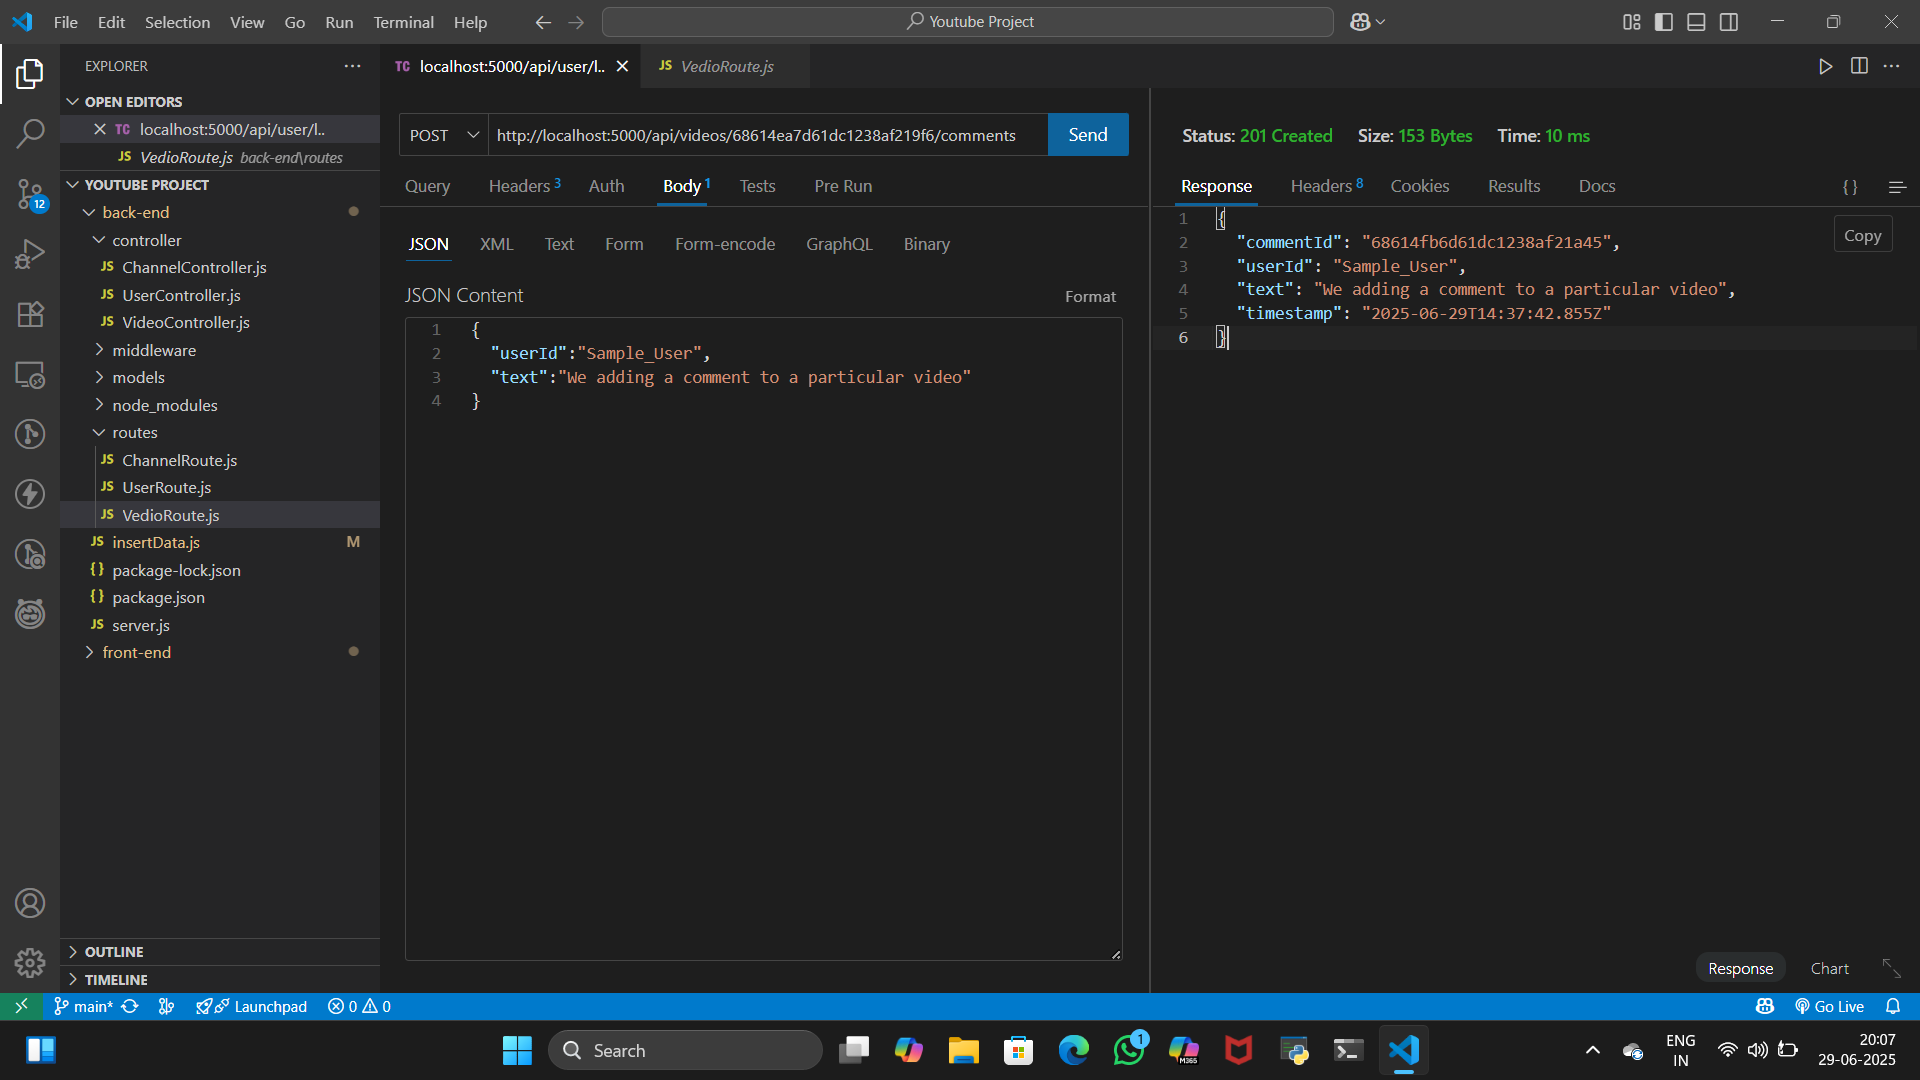 File Edit Selection View Go Run Terminal Help
Youtube Project
EXPLORER
OPEN EDITORS
TC localhost:5000/api/user/l..
JS VedioRoute.js back-end\routes
YOUTUBE PROJECT
back-end
controller
JS ChannelController.js
JS UserController.js
JS VideoController.js
middleware
models
node_modules
routes
JS ChannelRoute.js
JS UserRoute.js
JS VedioRoute.js
JS insertData.js M
{} package-lock.json
{} package.json
JS server.js
front-end
OUTLINE
TIMELINE
12
TC localhost:5000/api/user/l..
JS VedioRoute.js
POST http://localhost:5000/api/videos/68614ea7d61dc1238af219f6/comments Send
Query Headers 3 Auth Body 1 Tests Pre Run
JSON XML Text Form Form-encode GraphQL Binary
JSON Content Format
1 {
2 "userId":"Sample_User",
3 "text":"We adding a comment to a particular video"
4 }
Status: 201 Created Size: 153 Bytes Time: 10 ms
Response Headers 8 Cookies Results Docs { }
Copy
1 {
2 "commentId": "68614fb6d61dc1238af21a45",
3 "userId": "Sample_User",
4 "text": "We adding a comment to a particular video",
5 "timestamp": "2025-06-29T14:37:42.855Z"
6 }
Response Chart
main* Launchpad 0 0 Go Live
Search
1
M365
ENG
IN
20:07
29-06-2025